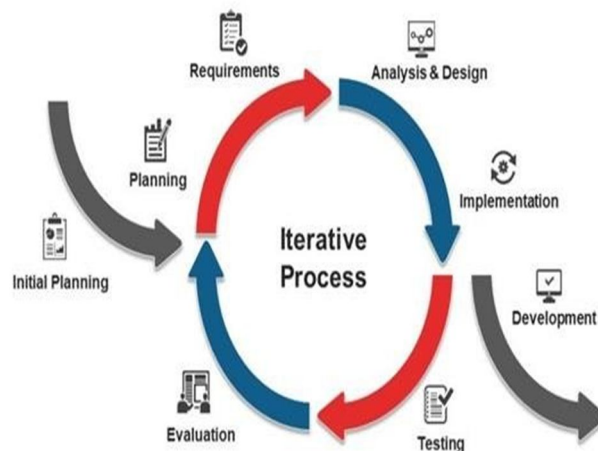 Requirements
Analysis & Design
Planning
Implementation
Iterative
Process
Initial Planning
Development
Evaluation
Testing